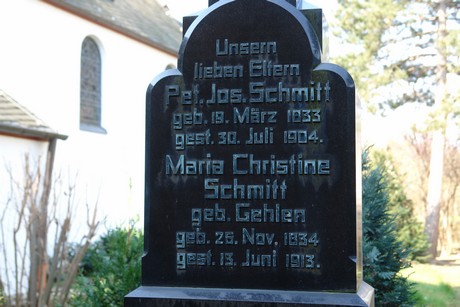 Unsern
lieben Eltern
Pet. Jos. Schmitt
geb. 19. März 1833
gest. 30. Juli 1904.
Maria Christine
Schmitt
geb. Gehlen
geb. 26. Nov. 1834
gest. 13. Juni 1913.